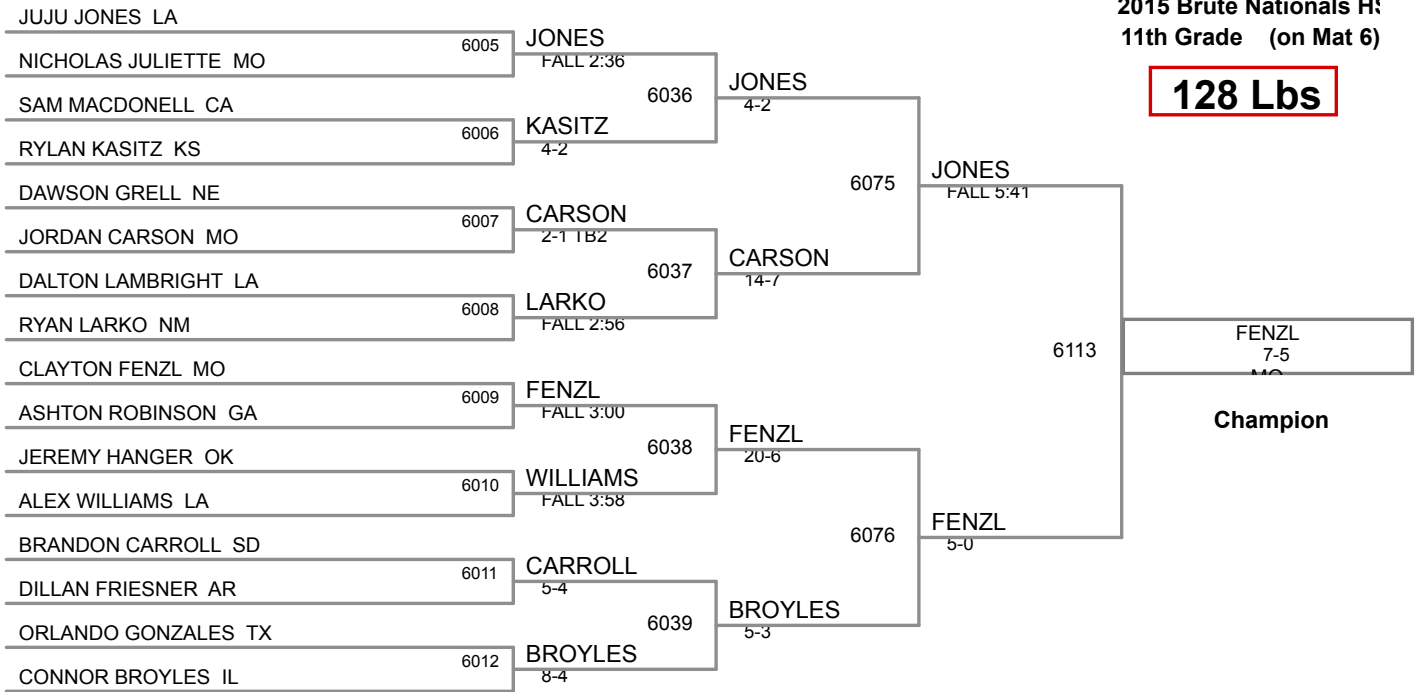 2015 Brute Nationals HS
11th Grade (on Mat 6)
128 Lbs
JUJU JONES LA
NICHOLAS JULIETTE MO
SAM MACDONELL CA
RYLAN KASITZ KS
DAWSON GRELL NE
JORDAN CARSON MO
DALTON LAMBRIGHT LA
RYAN LARKO NM
CLAYTON FENZL MO
ASHTON ROBINSON GA
JEREMY HANGER OK
ALEX WILLIAMS LA
BRANDON CARROLL SD
DILLAN FRIESNER AR
ORLANDO GONZALES TX
CONNOR BROYLES IL
6005
6006
6007
6008
6009
6010
6011
6012
JONES
FALL 2:36
KASITZ
4-2
CARSON
2-1 TB2
LARKO
FALL 2:56
FENZL
FALL 3:00
WILLIAMS
FALL 3:58
CARROLL
5-4
BROYLES
8-4
6036
6037
6038
6039
JONES
4-2
CARSON
14-7
FENZL
20-6
BROYLES
5-3
6075
6076
JONES
FALL 5:41
FENZL
5-0
6113
FENZL
7-5
MO
Champion